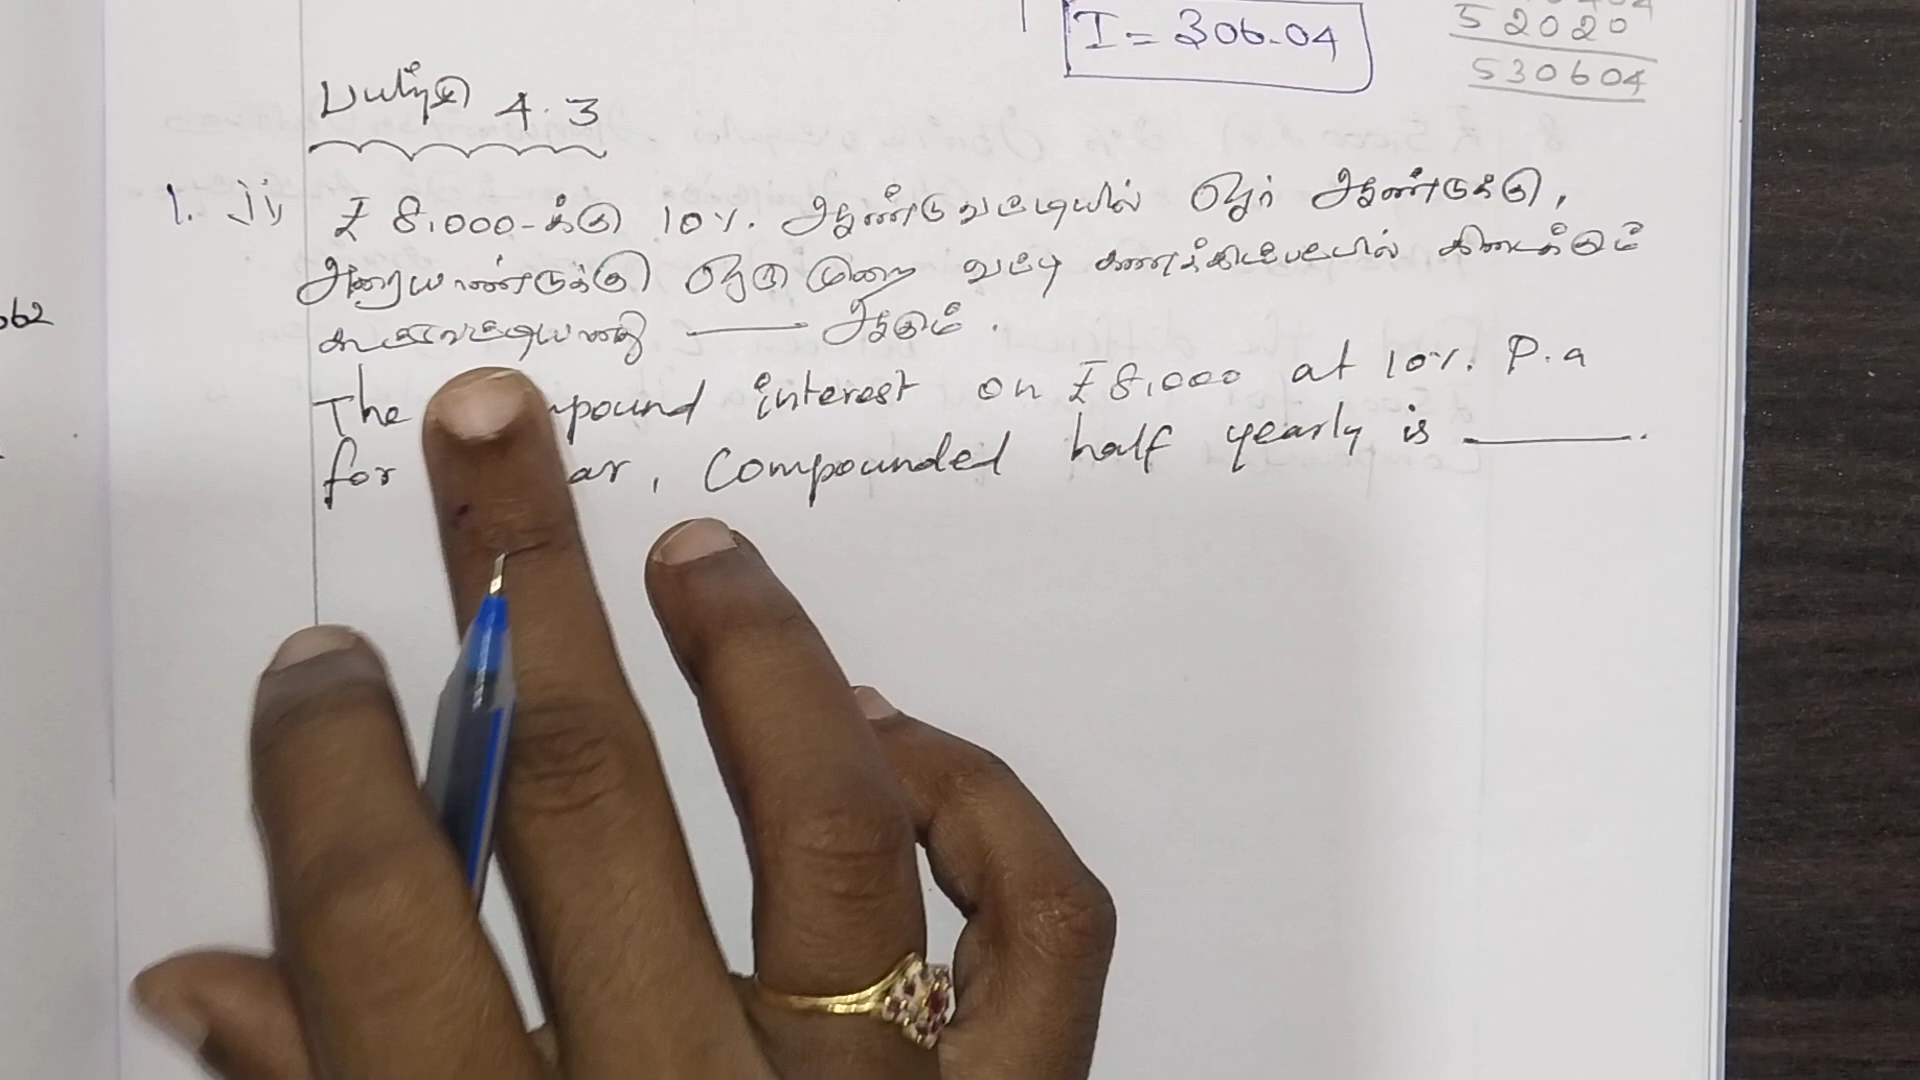 I = 306.04
52020
530604
பயிற்சி 4.3
1. ii) ₹ 8,000-க்கு 10%. ஆண்டு வட்டியில் ஓர் ஆண்டுக்கு,
அரையாண்டுக்கு ஒரு முறை வட்டி கணக்கிடப்பட்டால் கிடைக்கும்
கூட்டுவட்டியானது ——— ஆகும்.
The mpound interest on ₹ 8,000 at 10%. P.a
for ar, Compounded half yearly is ———.
062